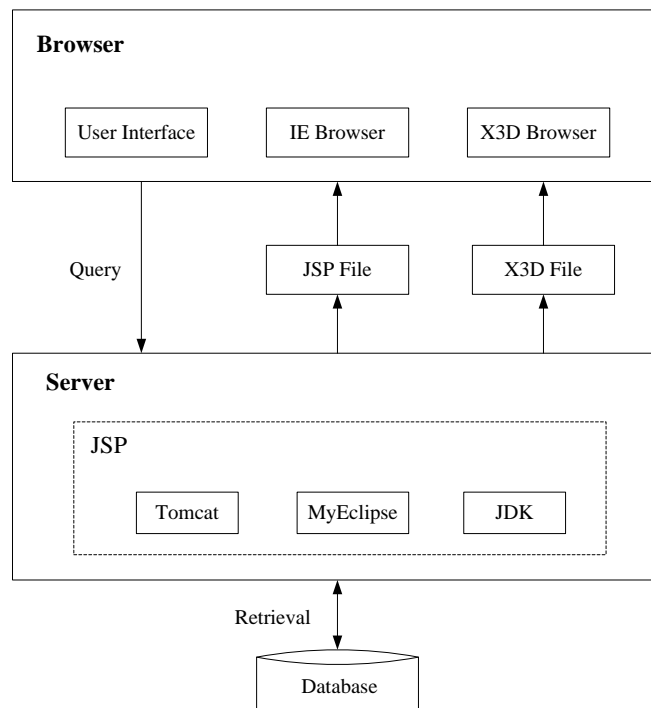 Browser
User Interface
IE Browser
X3D Browser
Query
JSP File
X3D File
Server
JSP
Tomcat
MyEclipse
JDK
Retrieval
Database